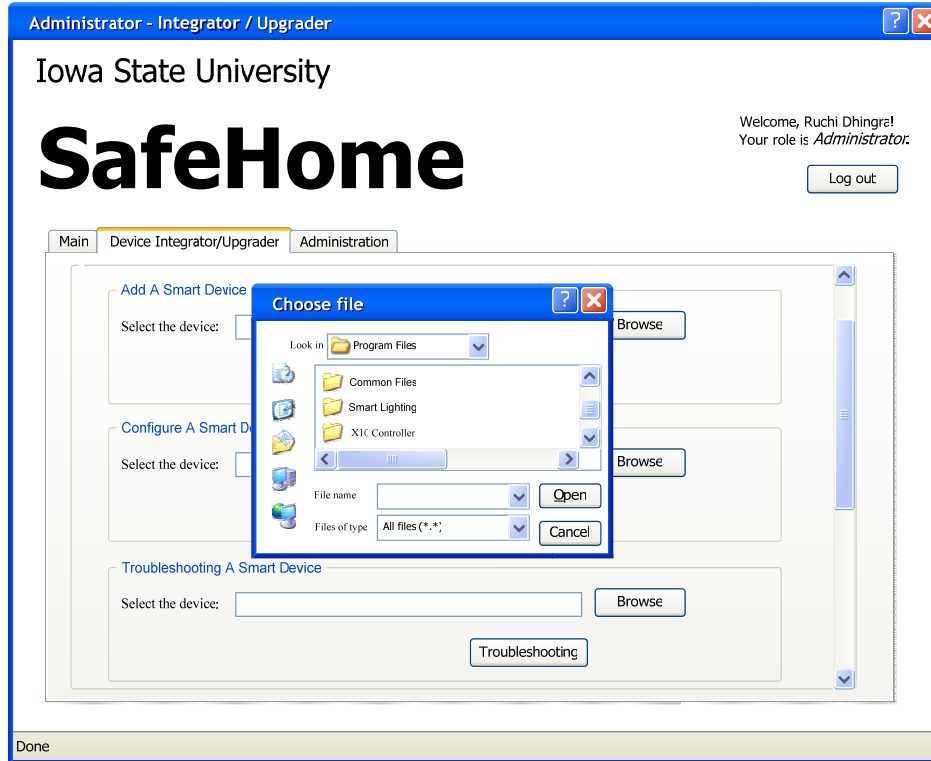 Administrator - Integrator / Upgrader
Iowa State University
SafeHome
Welcome, Ruchi Dhingra!
Your role is Administrator.
Log out
Main Device Integrator/Upgrader Administration
Add A Smart Device
Select the device:
Browse
Configure A Smart
Select the device:
Browse
Choose file
Look in Program Files
Common Files
Smart Lighting
X10 Controller
File name
Open
Files of type All files (*.*)
Cancel
Troubleshooting A Smart Device
Select the device:
Browse
Troubleshooting
Done